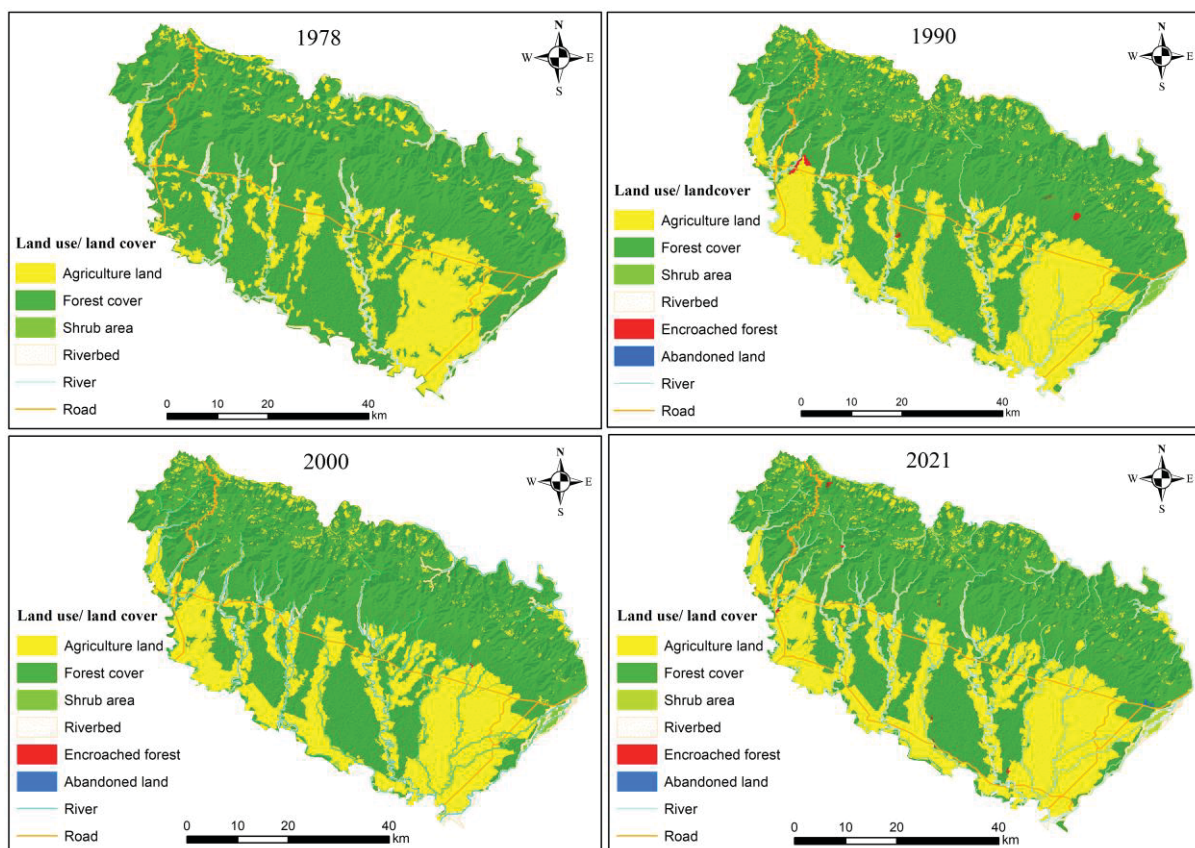 1978
N
W E
S
Land use/ land cover
Agriculture land
Forest cover
Shrub area
Riverbed
River
Road
0 10 20 40
km
1990
N
W E
S
Land use/ landcover
Agriculture land
Forest cover
Shrub area
Riverbed
Encroached forest
Abandoned land
River
Road
0 10 20 40
km
2000
N
W E
S
Land use/ land cover
Agriculture land
Forest cover
Shrub area
Riverbed
Encroached forest
Abandoned land
River
Road
0 10 20 40
km
2021
N
W E
S
Land use/ land cover
Agriculture land
Forest cover
Shrub area
Riverbed
Encroached forest
Abandoned land
River
Road
0 10 20 40
km